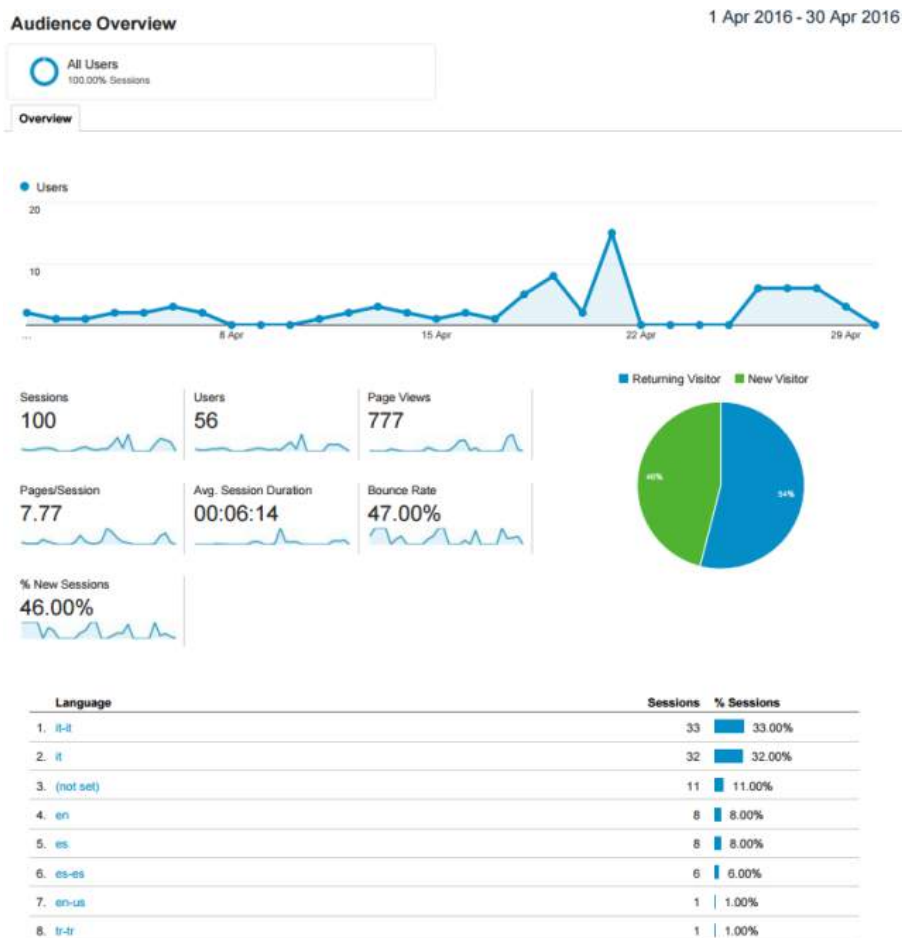 Audience Overview
1 Apr 2016 - 30 Apr 2016
All Users
100.00% Sessions
Overview
Users
20
10
...
8 Apr
15 Apr
22 Apr
29 Apr
Returning Visitor
New Visitor
46%
54%
Sessions
100
Users
56
Page Views
777
Pages/Session
7.77
Avg. Session Duration
00:06:14
Bounce Rate
47.00%
% New Sessions
46.00%
Language Sessions % Sessions
1. it-it 33 33.00%
2. it 32 32.00%
3. (not set) 11 11.00%
4. en 8 8.00%
5. es 8 8.00%
6. es-es 6 6.00%
7. en-us 1 1.00%
8. tr-tr 1 1.00%